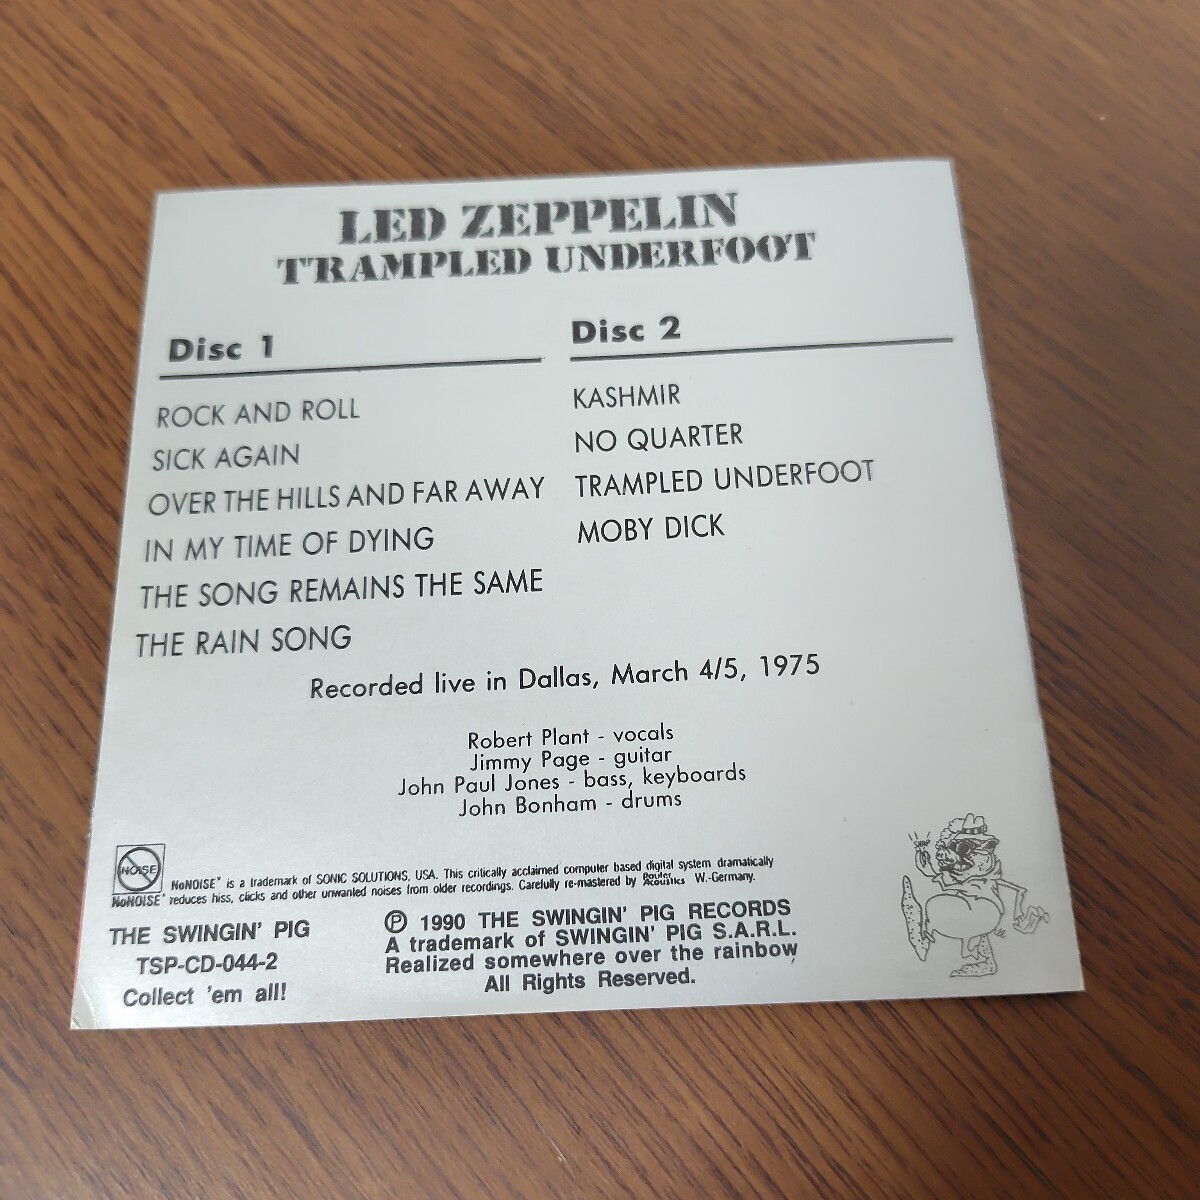 LED ZEPPELIN
TRAMPLED UNDERFOOT
Disc 1
ROCK AND ROLL
SICK AGAIN
OVER THE HILLS AND FAR AWAY
IN MY TIME OF DYING
THE SONG REMAINS THE SAME
THE RAIN SONG
Disc 2
KASHMIR
NO QUARTER
TRAMPLED UNDERFOOT
MOBY DICK
Recorded live in Dallas, March 4/5, 1975
Robert Plant - vocals
Jimmy Page - guitar
John Paul Jones - bass, keyboards
John Bonham - drums
NOISE
NoNOISE*
NoNOISE* is a trademark of SONIC SOLUTIONS, USA. This critically acclaimed computer based digital system dramatically
reduces hiss, clicks and other unwanted noises from older recordings. Carefully re-mastered by Pauler Acoustics W.-Germany.
THE SWINGIN' PIG
TSP-CD-044-2
Collect 'em all!
℗ 1990 THE SWINGIN' PIG RECORDS
A trademark of SWINGIN' PIG S.A.R.L.
Realized somewhere over the rainbow
All Rights Reserved.
SNAP